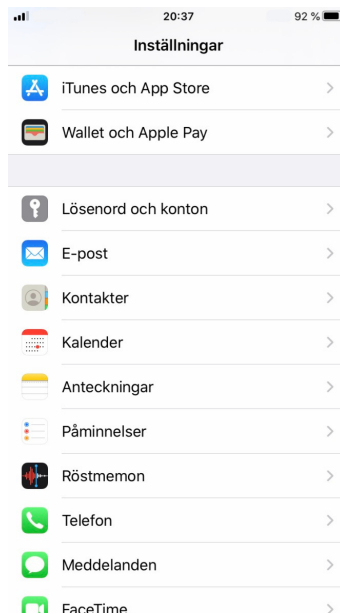 20:37
92 %
Inställningar
iTunes och App Store
Wallet och Apple Pay
Lösenord och konton
E-post
Kontakter
Kalender
Anteckningar
Påminnelser
Röstmemon
Telefon
Meddelanden
FaceTime